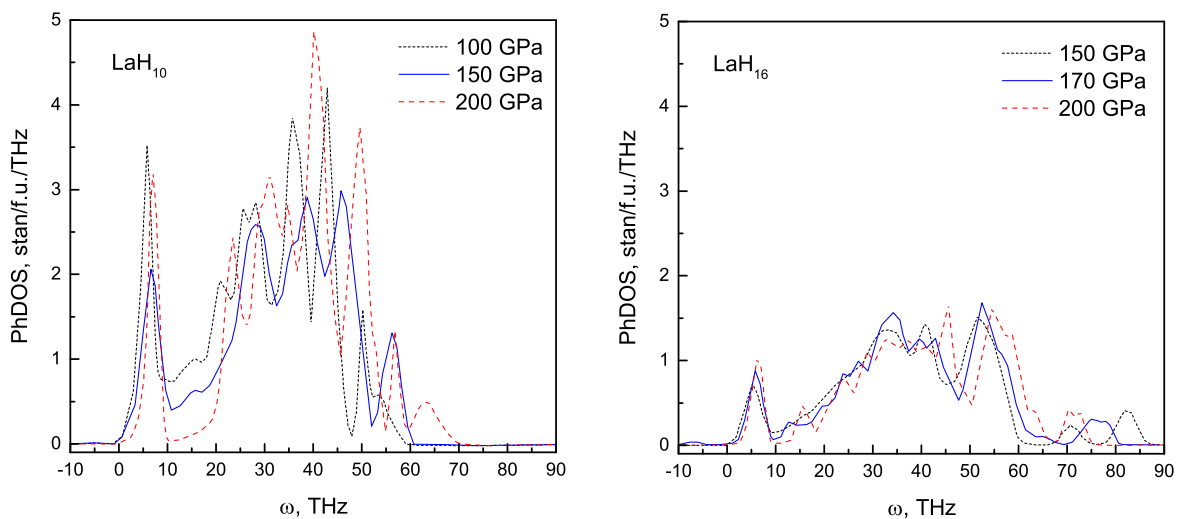 LaH₁₀
100 GPa
150 GPa
200 GPa
PhDOS, stan/f.u./THz
5
4
3
2
1
0
-10 0 10 20 30 40 50 60 70 80 90
ω, THz
LaH₁₆
150 GPa
170 GPa
200 GPa
PhDOS, stan/f.u./THz
5
4
3
2
1
0
-10 0 10 20 30 40 50 60 70 80 90
ω, THz